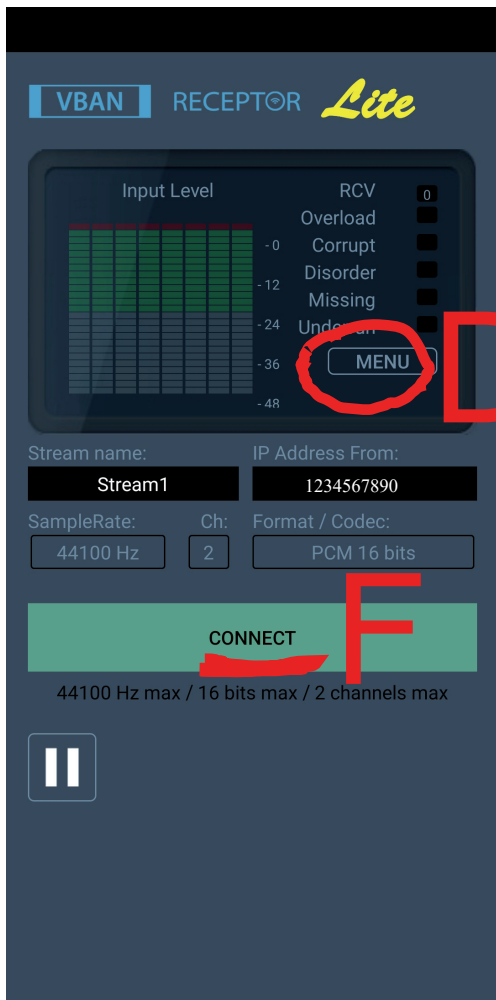 VBAN RECEPTOR Lite
Input Level
RCV 0
Overload
- 0 Corrupt
Disorder
- 12
Missing
- 24 Underrun
- 36 MENU
D
- 48
Stream name: IP Address From:
Stream1 1234567890
SampleRate: Ch: Format / Codec:
44100 Hz 2 PCM 16 bits
F
CONNECT
44100 Hz max / 16 bits max / 2 channels max